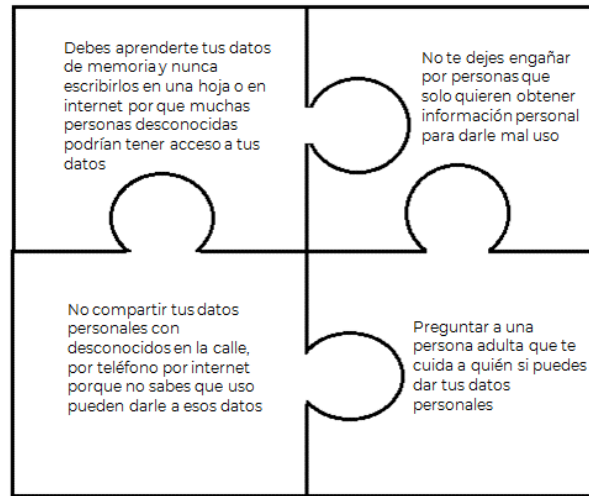 Debes aprenderte tus datos
de memoria y nunca
escribirlos en una hoja o en
internet por que muchas
personas desconocidas
podrían tener acceso a tus
datos
No te dejes engañar
por personas que
solo quieren obtener
información personal
para darle mal uso
No compartir tus datos
personales con
desconocidos en la calle,
por teléfono por internet
porque no sabes que uso
pueden darle a esos datos
Preguntar a una
persona adulta que te
cuida a quién si puedes
dar tus datos
personales